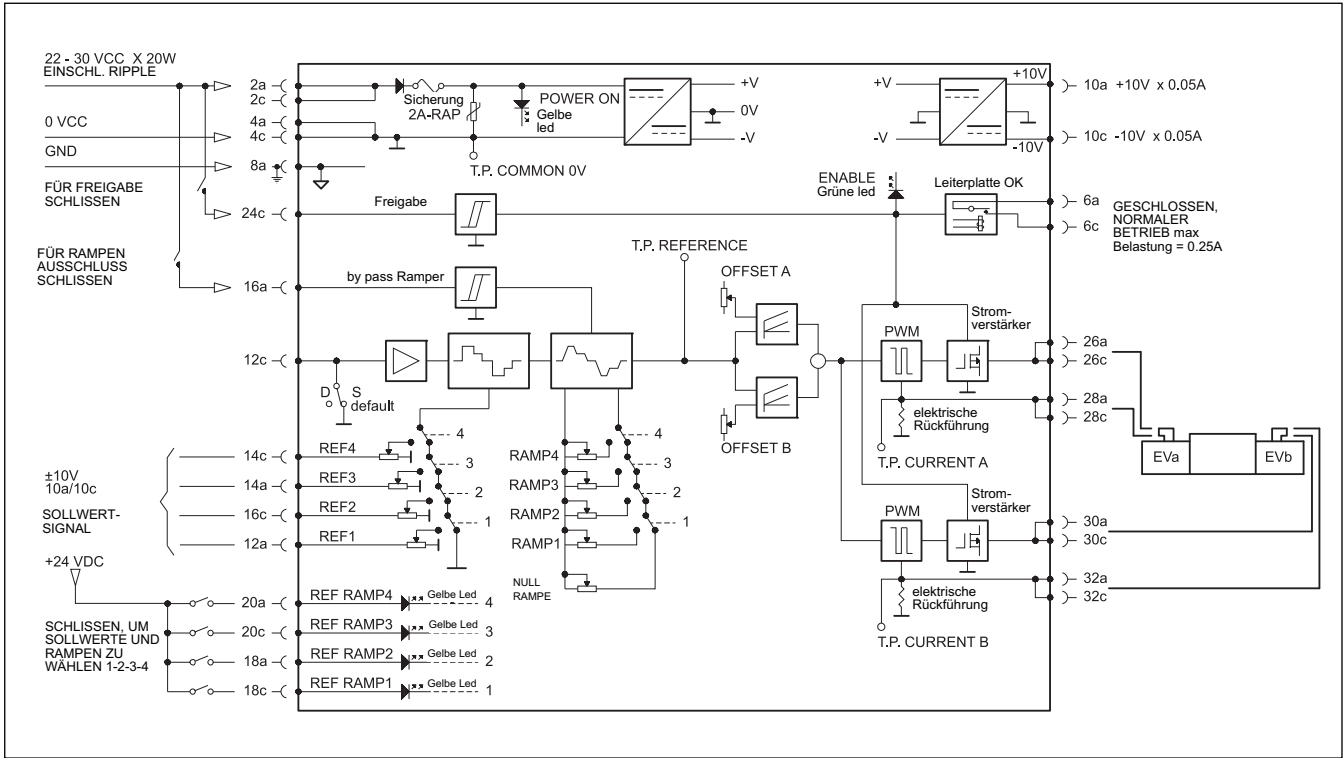 22 - 30 VCC X 20W
EINSCHL. RIPPLE
2a
2c
0 VCC
4a
4c
GND
8a
FÜR FREIGABE
SCHLISSEN
24c
FÜR RAMPEN
AUSSCHLUSS
SCHLISSEN
16a
12c
Sicherung
2A-RAP
POWER ON
Gelbe
led
T.P. COMMON 0V
+V
0V
-V
+V
-V
+10V
-10V
10a +10V x 0.05A
10c -10V x 0.05A
Freigabe
ENABLE
Grüne led
Leiterplatte OK
6a
6c
GESCHLOSSEN,
NORMALER
BETRIEB max
Belastung = 0.25A
by pass Ramper
T.P. REFERENCE
OFFSET A
OFFSET B
D S
default
PWM
Strom-
verstärker
26a
26c
28a
28c
elektrische
Rückführung
T.P. CURRENT A
EVa
EVb
PWM
Strom-
verstärker
30a
30c
32a
32c
elektrische
Rückführung
T.P. CURRENT B
±10V
10a/10c
SOLLWERT-
SIGNAL
14c REF4
14a REF3
16c REF2
12a REF1
4
3
2
1
RAMP4
RAMP3
RAMP2
RAMP1
NULL
RAMPE
4
3
2
1
+24 VDC
SCHLISSEN, UM
SOLLWERTE UND
RAMPEN ZU
WÄHLEN 1-2-3-4
20a REF RAMP4 Gelbe Led 4
20c REF RAMP3 Gelbe Led 3
18a REF RAMP2 Gelbe Led 2
18c REF RAMP1 Gelbe Led 1